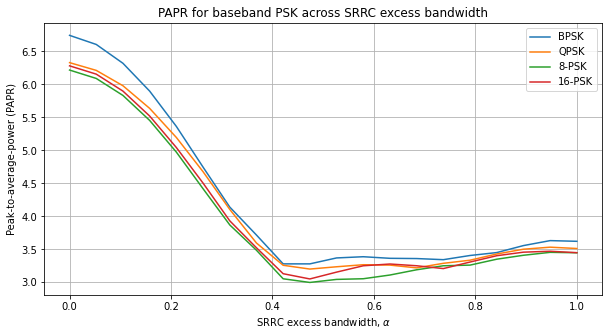 PAPR for baseband PSK across SRRC excess bandwidth
Peak-to-average-power (PAPR)
6.5
6.0
5.5
5.0
4.5
4.0
3.5
3.0
BPSK
QPSK
8-PSK
16-PSK
0.0 0.2 0.4 0.6 0.8 1.0
SRRC excess bandwidth, α